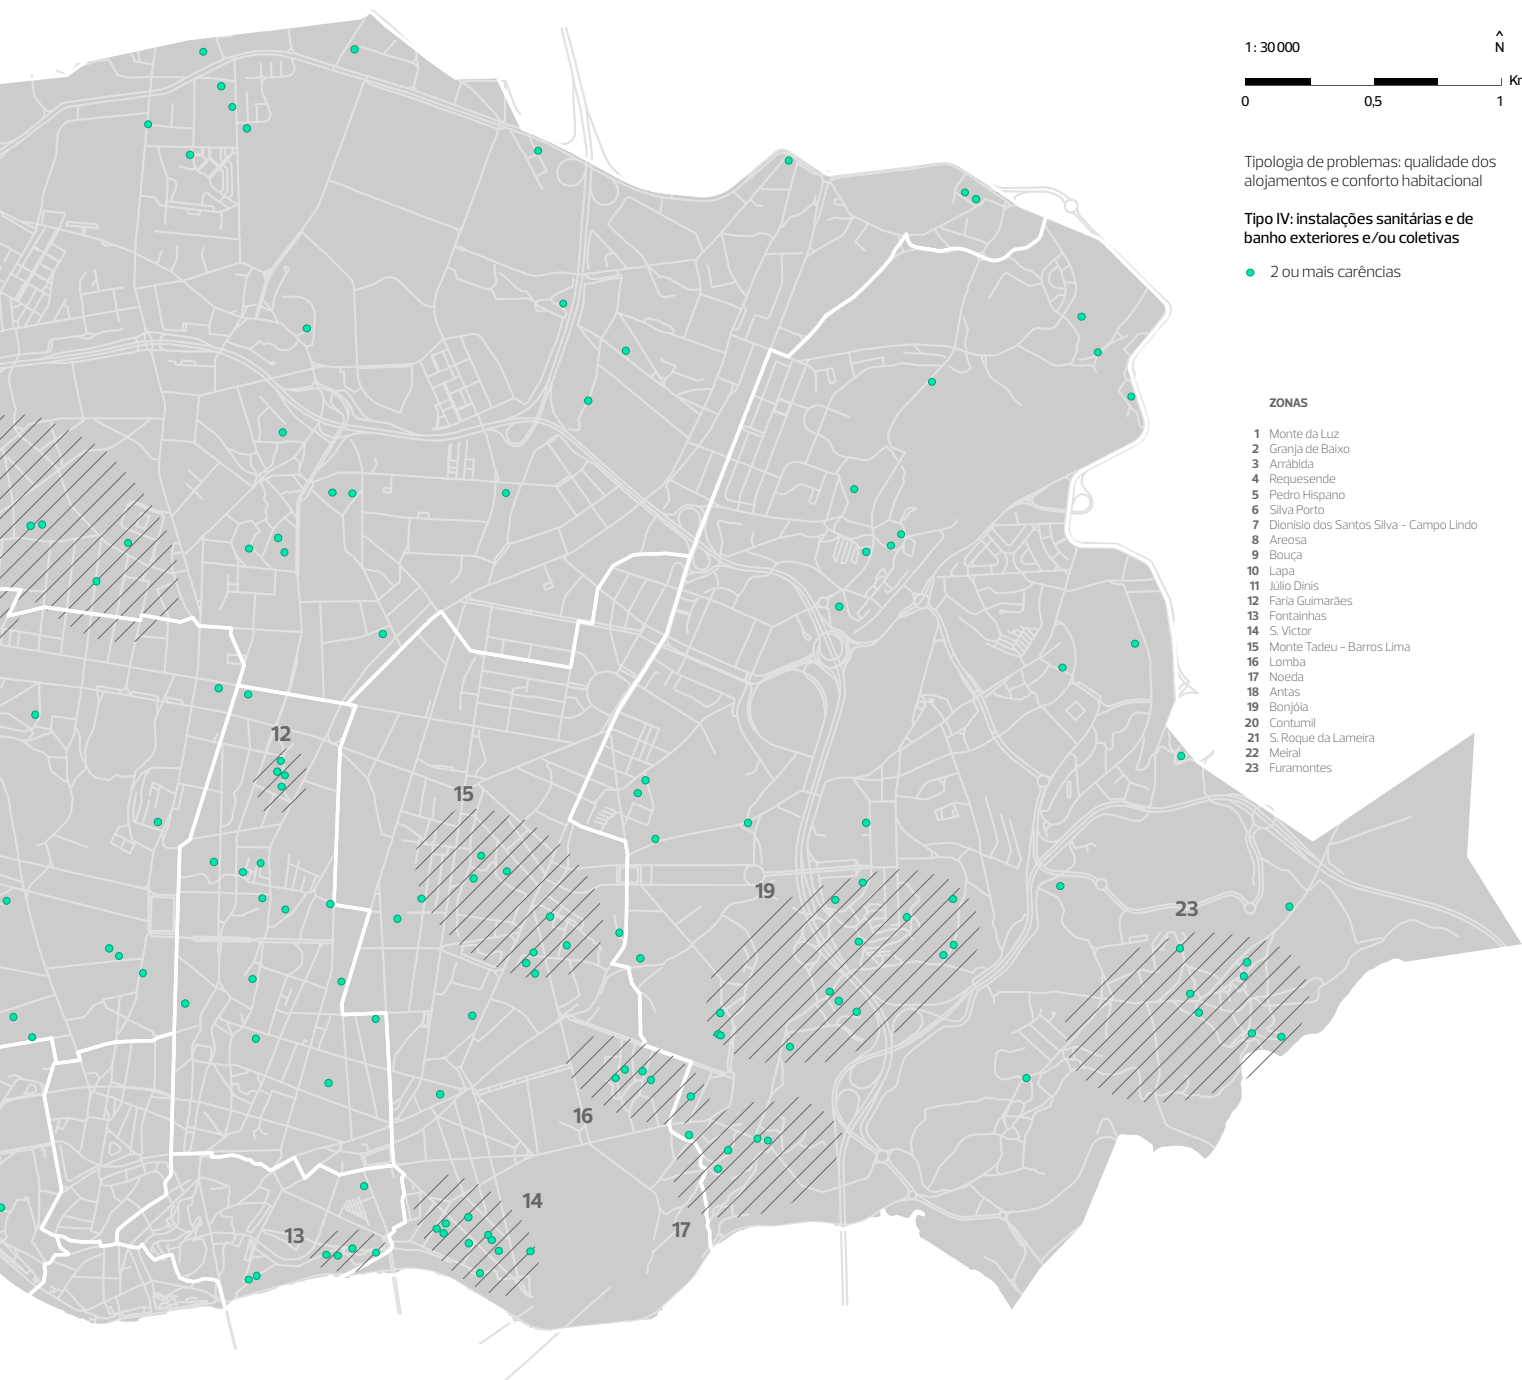 1 : 30 000
^
N
0
0,5
1
Tipologia de problemas: qualidade dos
alojamentos e conforto habitacional
Tipo IV: instalações sanitárias e de
banho exteriores e/ou coletivas
2 ou mais carências
ZONAS
1 Monte da Luz
2 Granja de Baixo
3 Arrábida
4 Requesende
5 Pedro Hispano
6 Silva Porto
7 Dionísio dos Santos Silva – Campo Lindo
8 Areosa
9 Bouça
10 Lapa
11 Júlio Dinis
12 Faria Guimarães
13 Fontainhas
14 S. Victor
15 Monte Tadeu – Barros Lima
16 Lomba
17 Noeda
18 Antas
19 Bonjóia
20 Contumil
21 S. Roque da Lameira
22 Meiral
23 Furamontes
12
15
19
23
16
14
17
13